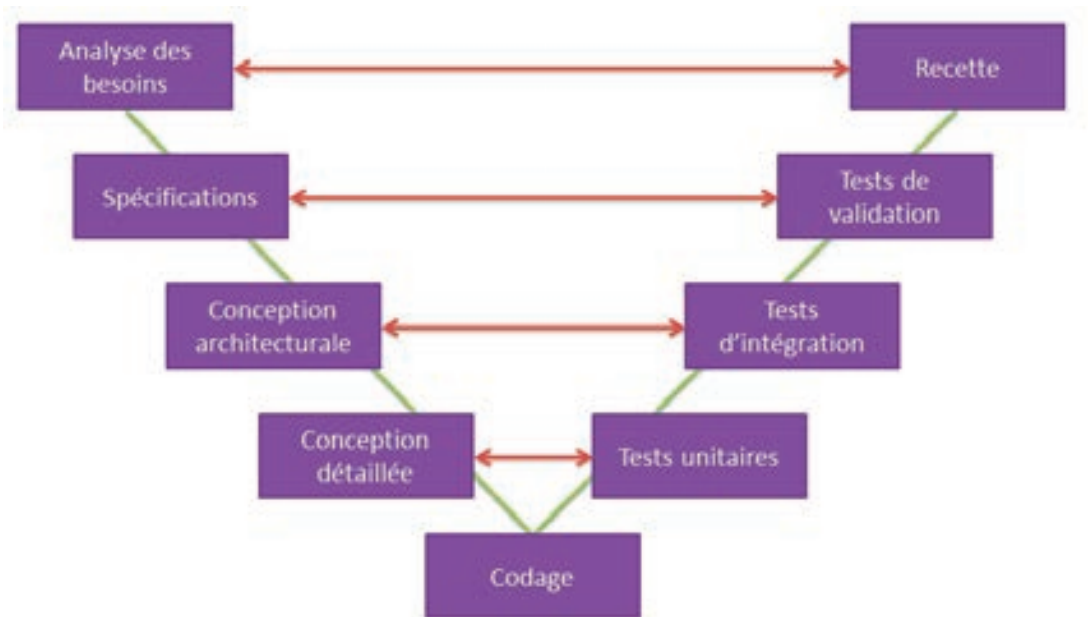 Analyse des
besoins
Recette
Spécifications
Tests de
validation
Conception
architecturale
Tests
d'intégration
Conception
détaillée
Tests unitaires
Codage